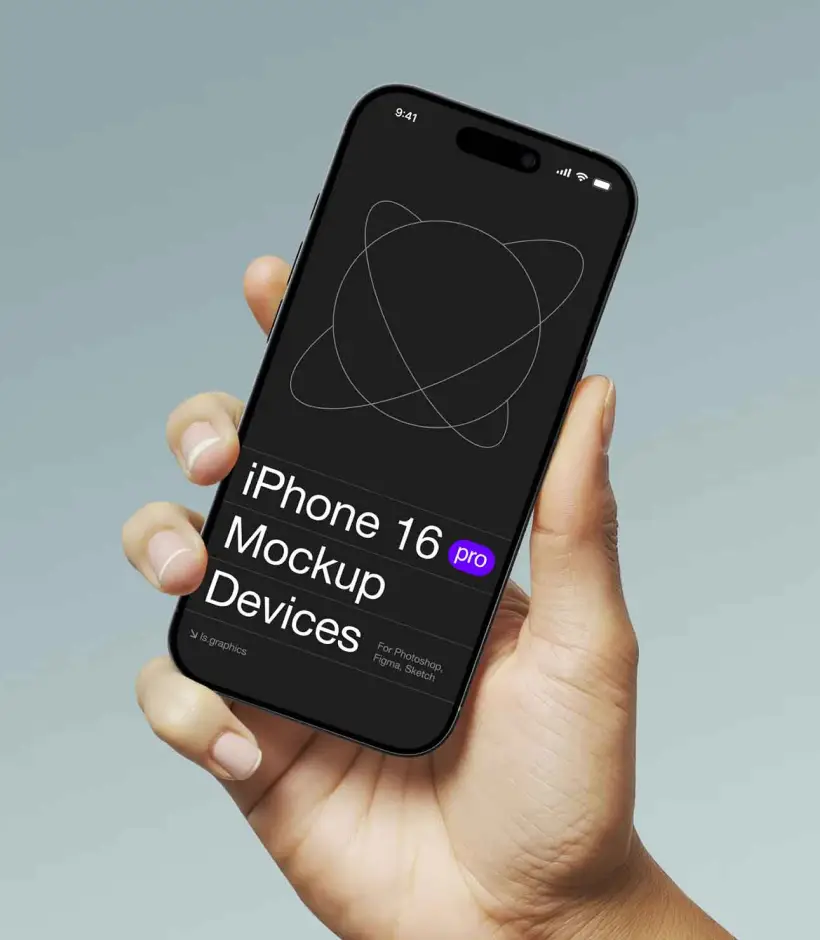 9:41
iPhone 16 pro
Mockup
Devices
ls.graphics
For Photoshop,
Figma, Sketch